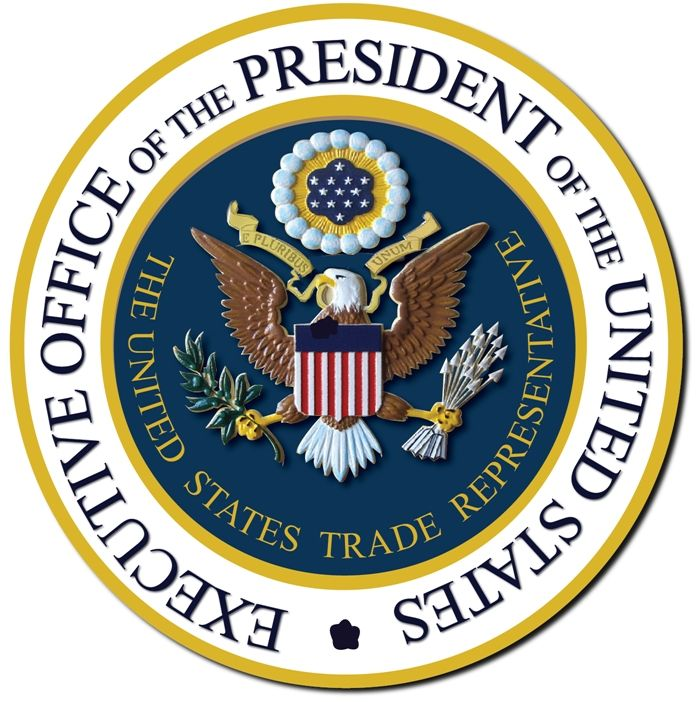 EXECUTIVE OFFICE OF THE PRESIDENT OF THE UNITED STATES
E PLURIBUS UNUM
THE UNITED STATES TRADE REPRESENTATIVE